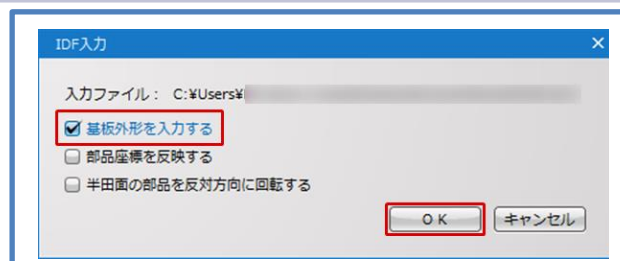 IDF入力
入力ファイル： C:¥Users¥
基板外形を入力する
部品座標を反映する
半田面の部品を反対方向に回転する
ＯＫ キャンセル